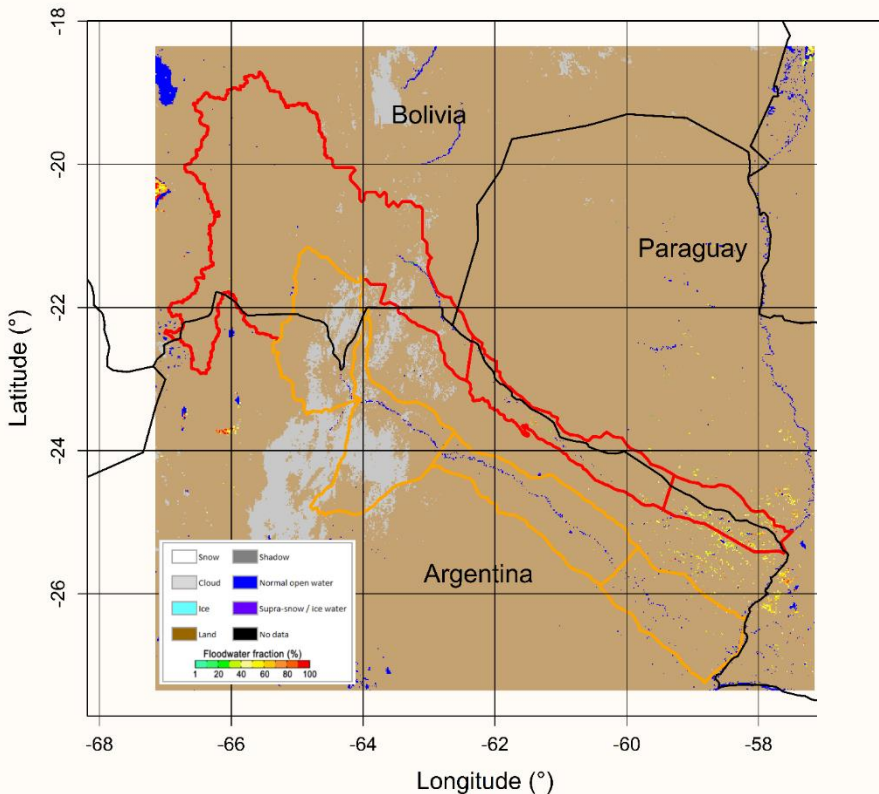 -18
Bolivia
-20
Paraguay
-22
Latitude (°)
-24
Argentina
-26
Snow Shadow
Cloud Normal open water
Ice Supra-snow / Ice water
Land No data
Floodwater fraction (%)
1 20 40 60 80 100
-68 -66 -64 -62 -60 -58
Longitude (°)